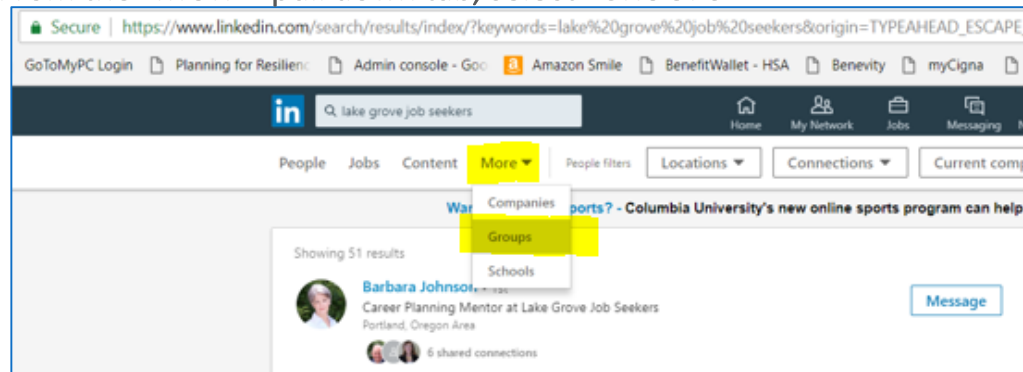 Secure | https://www.linkedin.com/search/results/index/?keywords=lake%20grove%20job%20seekers&origin=TYPEAHEAD_ESCAPE_
GoToMyPC Login Planning for Resilienc Admin console - Goo Amazon Smile BenefitWallet - HSA Benevity myCigna
in lake grove job seekers Home My Network Jobs Messaging
People Jobs Content More People filters Locations Connections Current comp
Companies
Wan ports? - Columbia University's new online sports program can help
Groups
Showing 51 results
Schools
Barbara Johnson • 1st
Career Planning Mentor at Lake Grove Job Seekers
Message
Portland, Oregon Area
6 shared connections